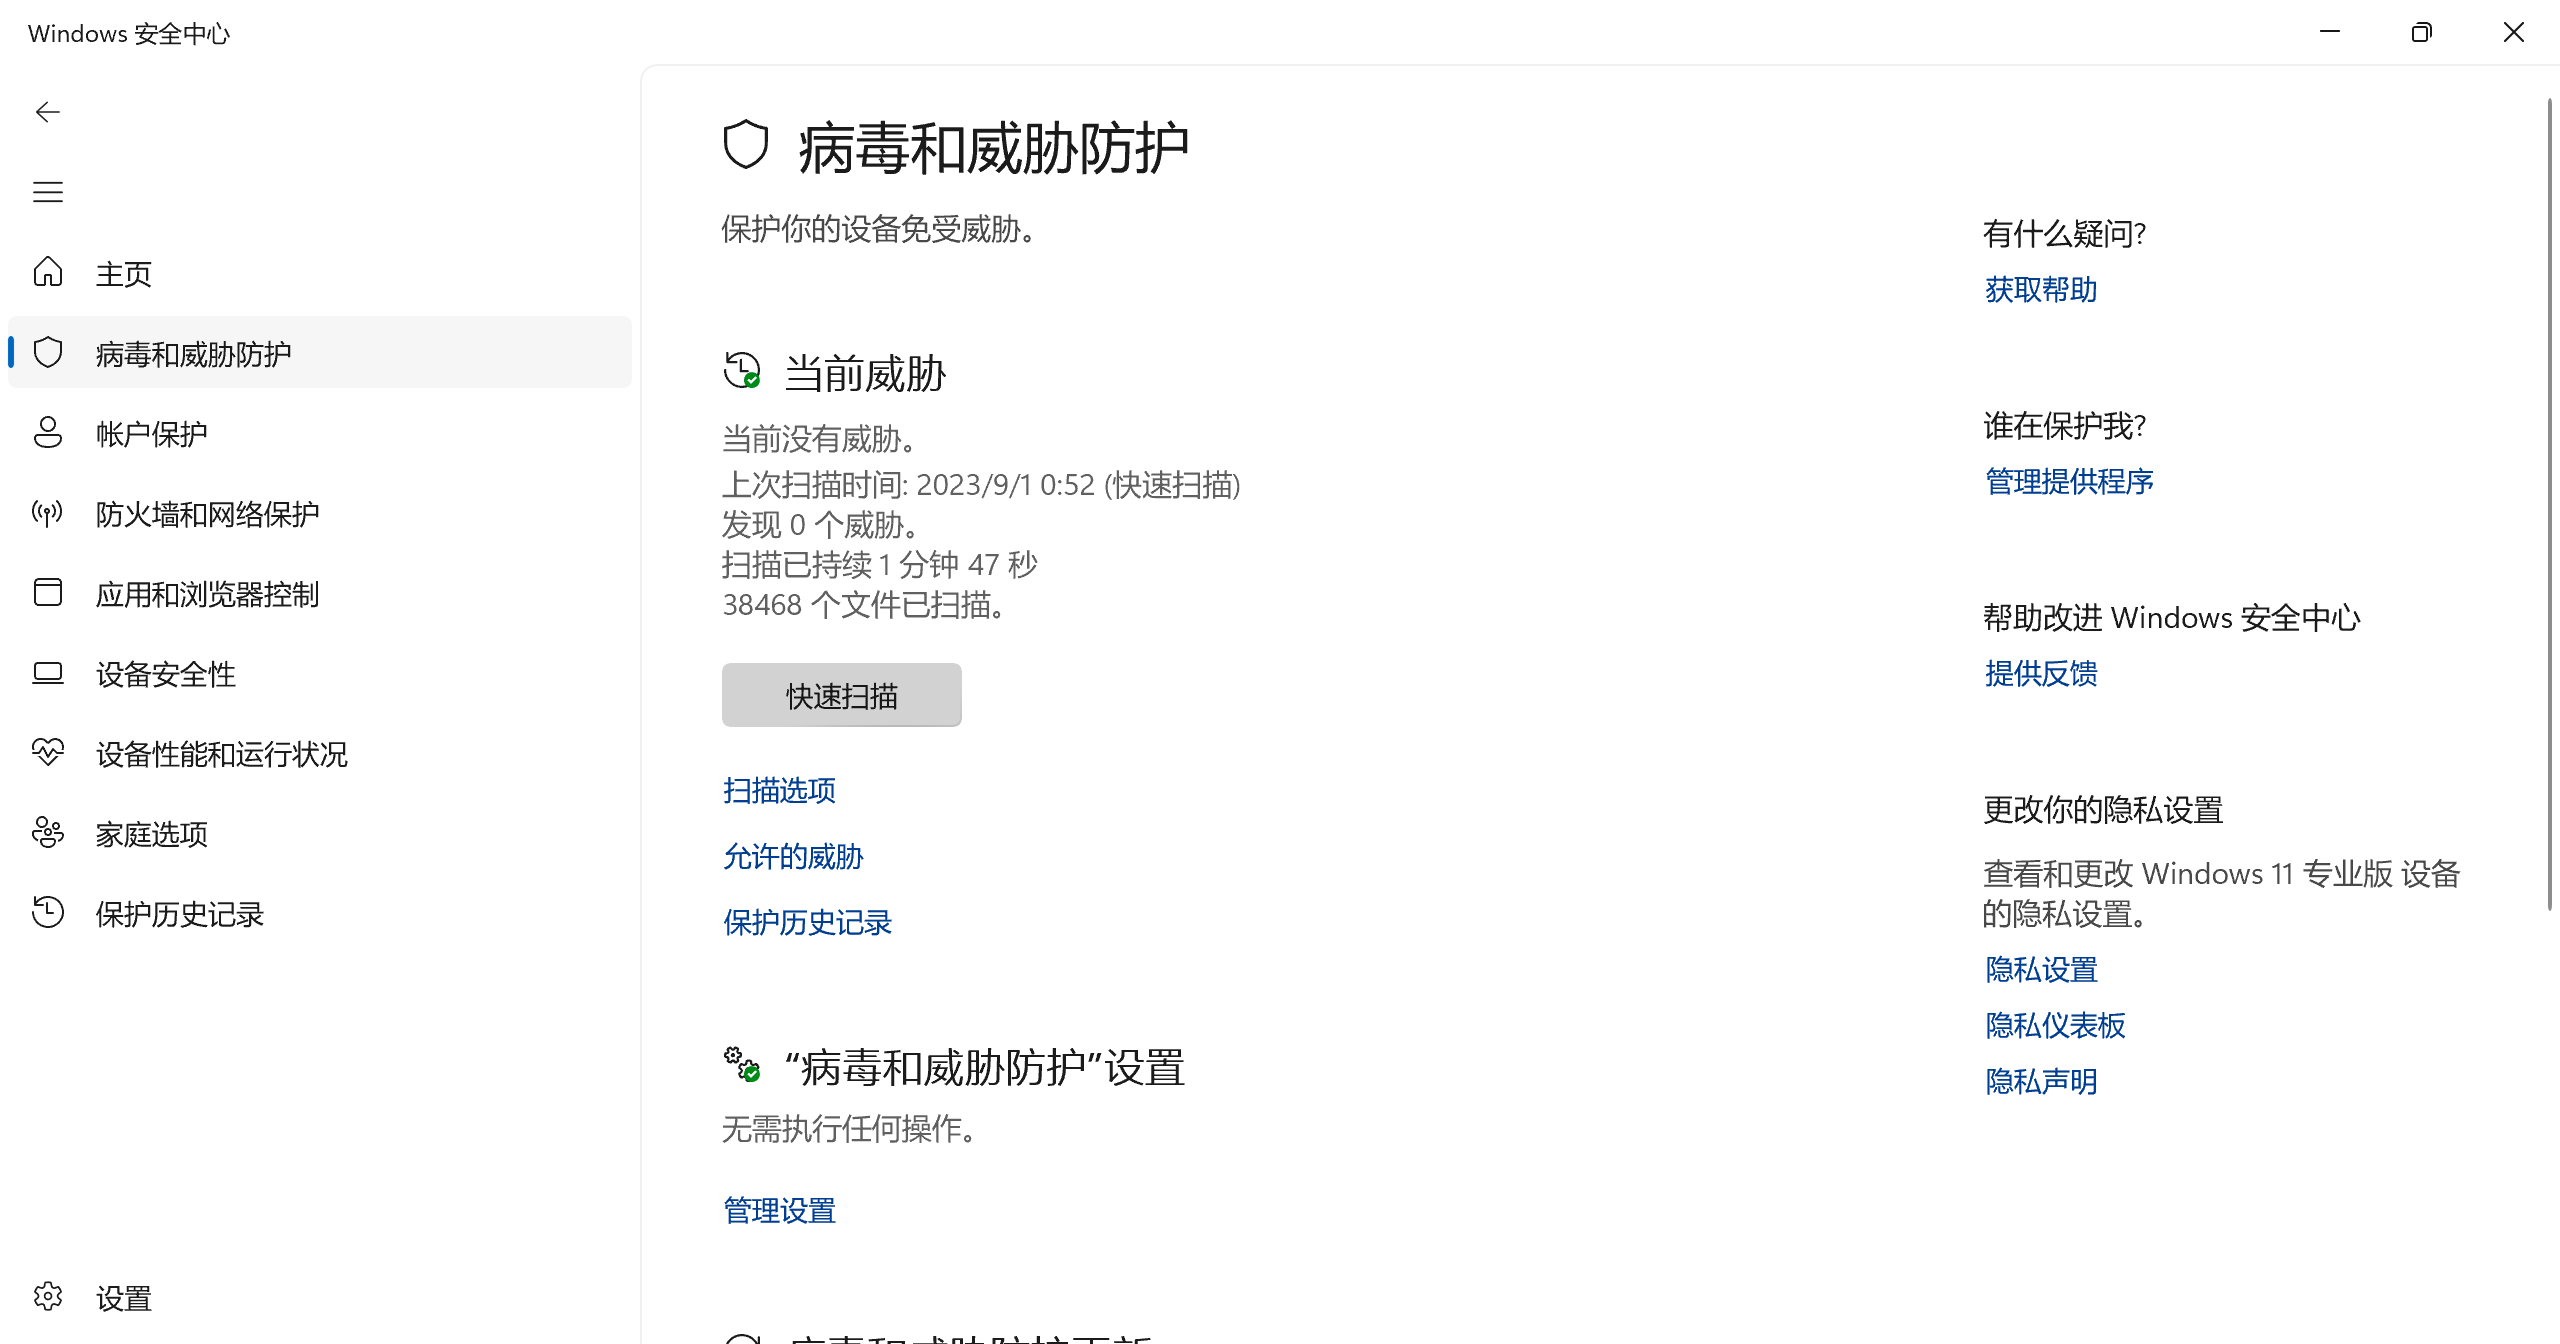 Windows 安全中心
主页
病毒和威胁防护
帐户保护
防火墙和网络保护
应用和浏览器控制
设备安全性
设备性能和运行状况
家庭选项
保护历史记录
设置
病毒和威胁防护
保护你的设备免受威胁。
当前威胁
当前没有威胁。
上次扫描时间: 2023/9/1 0:52 (快速扫描)
发现 0 个威胁。
扫描已持续 1 分钟 47 秒
38468 个文件已扫描。
快速扫描
扫描选项
允许的威胁
保护历史记录
“病毒和威胁防护”设置
无需执行任何操作。
管理设置
病毒和威胁防护更新
有什么疑问?
获取帮助
谁在保护我?
管理提供程序
帮助改进 Windows 安全中心
提供反馈
更改你的隐私设置
查看和更改 Windows 11 专业版 设备
的隐私设置。
隐私设置
隐私仪表板
隐私声明